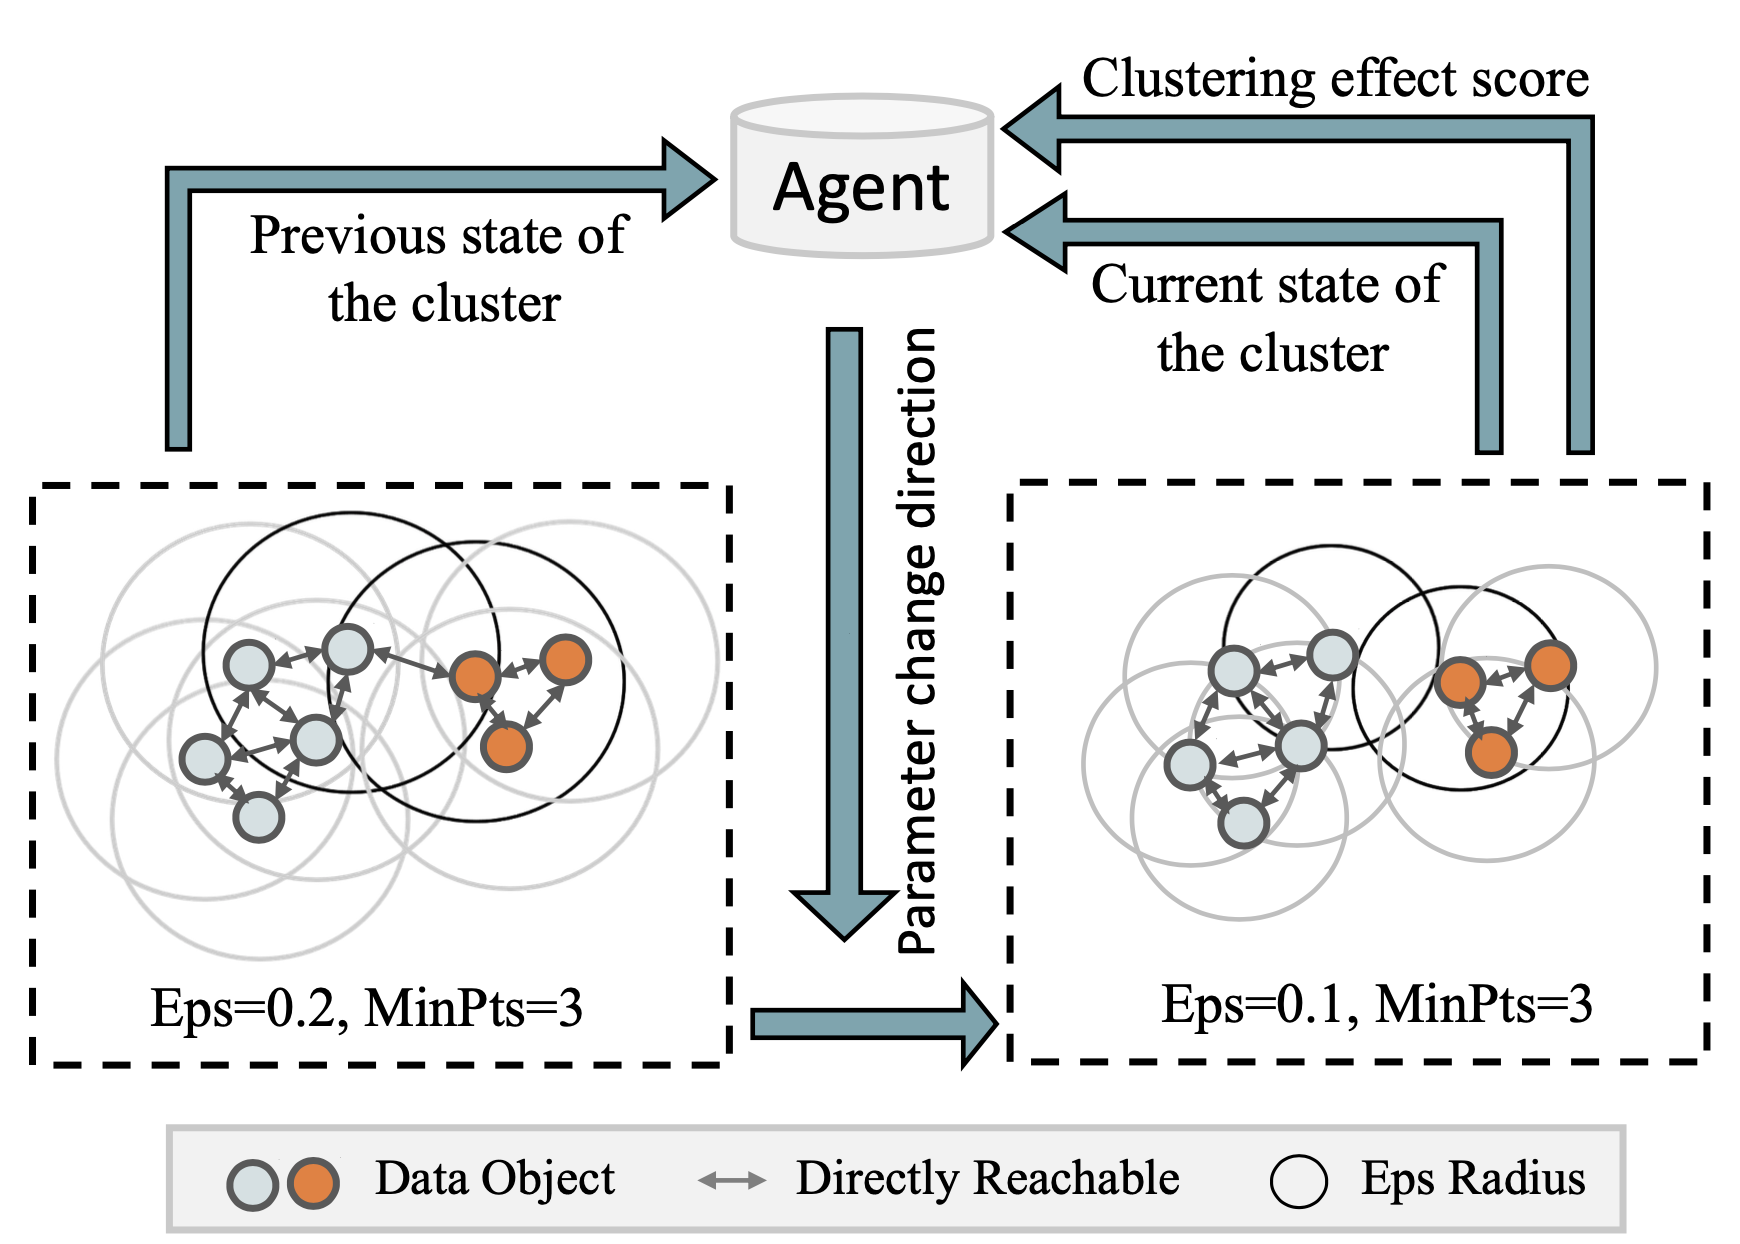 Clustering effect score
Agent
Previous state of
the cluster
Current state of
the cluster
Parameter change direction
Eps=0.2, MinPts=3
Eps=0.1, MinPts=3
Data Object
Directly Reachable
Eps Radius